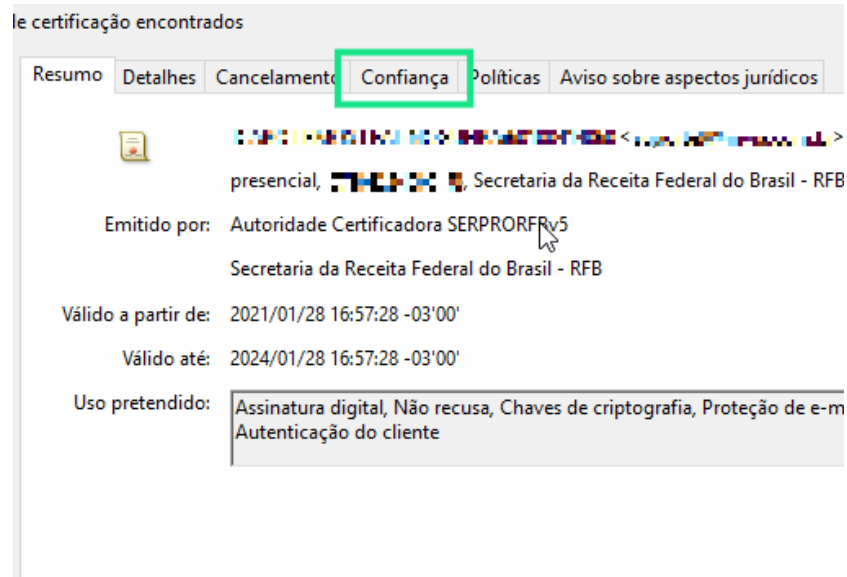 le certificação encontrados
Resumo Detalhes Cancelamento Confiança Políticas Aviso sobre aspectos jurídicos
<
>
presencial, , Secretaria da Receita Federal do Brasil - RFB
Emitido por: Autoridade Certificadora SERPRORFBv5
Secretaria da Receita Federal do Brasil - RFB
Válido a partir de: 2021/01/28 16:57:28 -03'00'
Válido até: 2024/01/28 16:57:28 -03'00'
Uso pretendido: Assinatura digital, Não recusa, Chaves de criptografia, Proteção de e-m
Autenticação do cliente